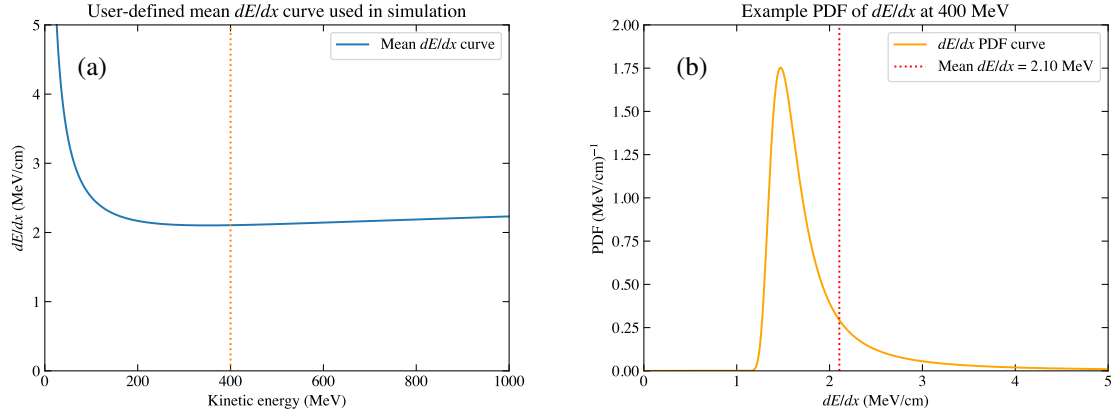 User-defined mean dE/dx curve used in simulation
5
4
3
2
1
0
dE/dx (MeV/cm)
(a)
Mean dE/dx curve
0 200 400 600 800 1000
Kinetic energy (MeV)
Example PDF of dE/dx at 400 MeV
2.00
1.75
1.50
1.25
1.00
0.75
0.50
0.25
0.00
PDF (MeV/cm)⁻¹
(b)
dE/dx PDF curve
Mean dE/dx = 2.10 MeV
0 1 2 3 4 5
dE/dx (MeV/cm)